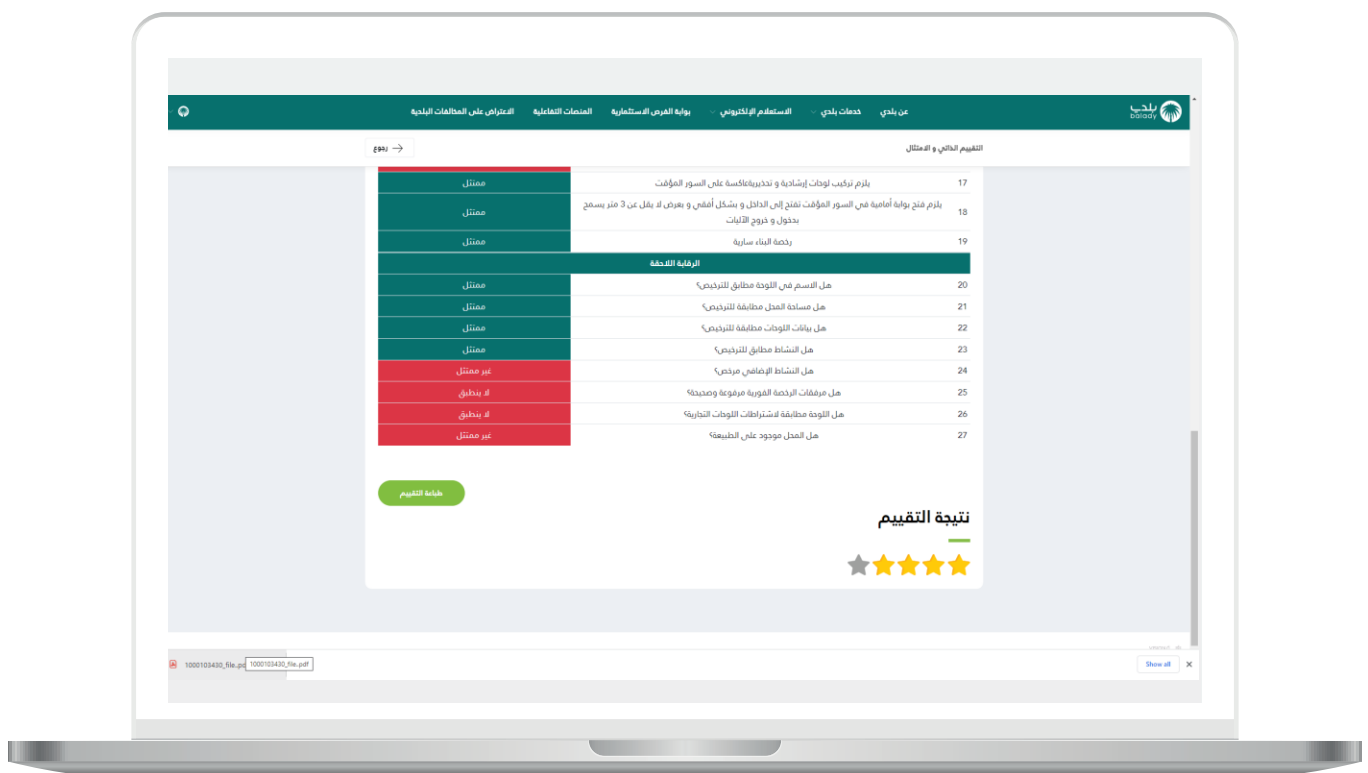 بلدي
balady
عن بلدي
خدمات بلدي
الاستعلام الإلكتروني
بوابة الفرص الاستثمارية
المنصات التفاعلية
الاعتراض على المخالفات البلدية
التقييم الذاتي و الامتثال
رجوع
17 يلزم تركيب لوحات إرشادية و تحذيريةعاكسة على السور المؤقت ممتثل
18 يلزم فتح بوابة أمامية في السور المؤقت تفتح إلى الداخل و بشكل أفقي و بعرض لا يقل عن 3 متر يسمح
بدخول و خروج الآليات ممتثل
19 رخصة البناء سارية ممتثل
الرقابة اللاحقة
20 هل الاسم في اللوحة مطابق للترخيص؟ ممتثل
21 هل مساحة المحل مطابقة للترخيص؟ ممتثل
22 هل بيانات اللوحات مطابقة للترخيص؟ ممتثل
23 هل النشاط مطابق للترخيص؟ ممتثل
24 هل النشاط الإضافي مرخص؟ غير ممتثل
25 هل مرفقات الرخصة الفورية مرفوعة وصحيحة؟ لا ينطبق
26 هل اللوحة مطابقة لاشتراطات اللوحات التجارية؟ لا ينطبق
27 هل المحل موجود على الطبيعة؟ غير ممتثل
طباعة التقييم
نتيجة التقييم
1000103430_file.pd
1000103430_file.pdf
Show all